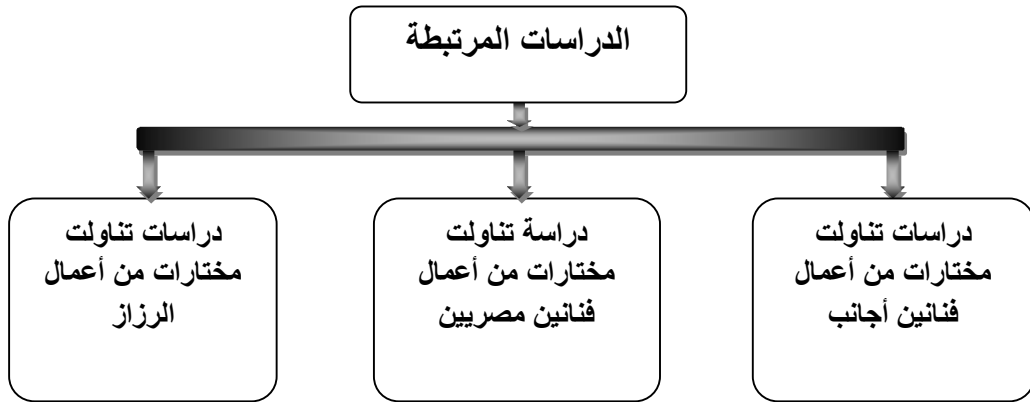 الدراسات المرتبطة
دراسات تناولت
مختارات من أعمال
فنانين أجانب
دراسة تناولت
مختارات من أعمال
فنانين مصريين
دراسات تناولت
مختارات من أعمال
الرزاز